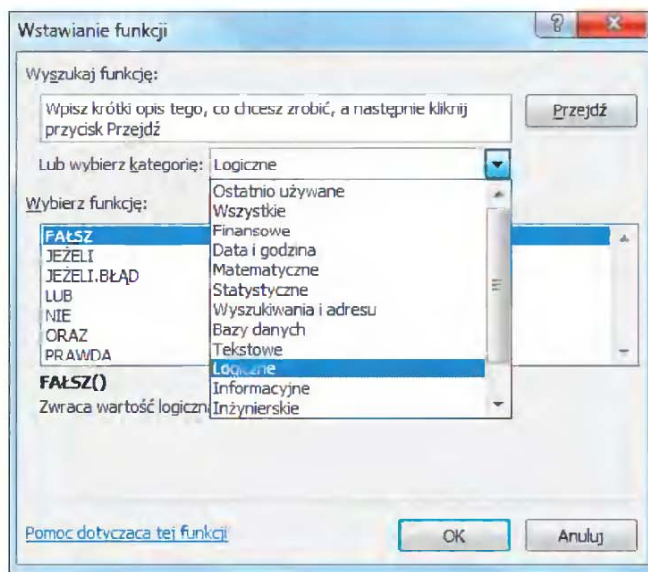 Wstawianie funkcji
Wyszukaj funkcję:
Wpisz krótki opis tego, co chcesz zrobić, a następnie kliknij
przycisk Przejdź
Przejdź
Lub wybierz kategorię: Logiczne
Ostatnio używane
Wszystkie
Finansowe
Data i godzina
Matematyczne
Statystyczne
Wyszukiwania i adresu
Bazy danych
Tekstowe
Logiczne
Informacyjne
Inżynierskie
Wybierz funkcję:
FAŁSZ
JEŻELI
JEŻELI.BŁĄD
LUB
NIE
ORAZ
PRAWDA
FAŁSZ()
Zwraca wartość logiczn
Pomoc dotycząca tej funkcji
OK
Anuluj